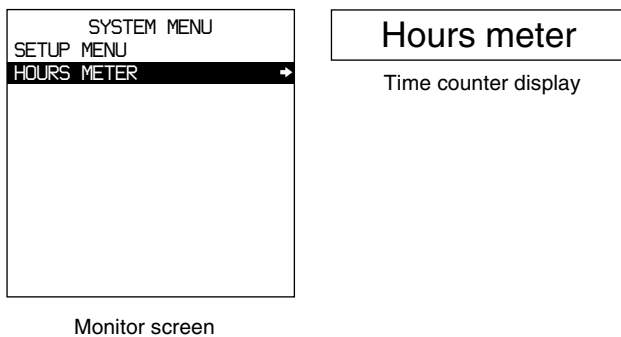 SYSTEM MENU
SETUP MENU
HOURS METER
Monitor screen
Hours meter
Time counter display